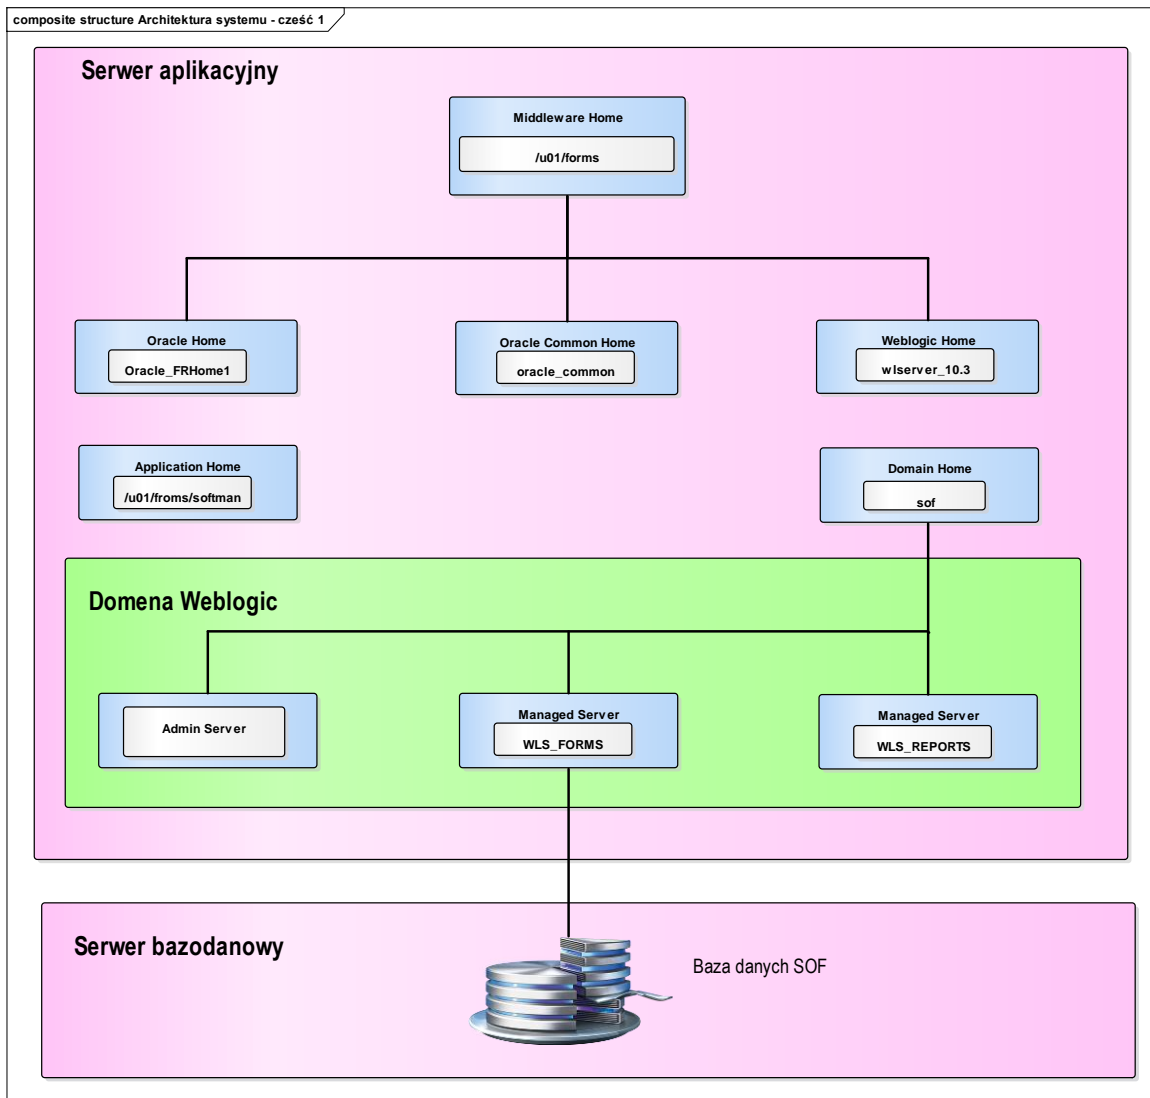 composite structure Architektura systemu - cześć 1
Serwer aplikacyjny
Middleware Home
/u01/forms
Oracle Home
Oracle_FRHome1
Oracle Common Home
oracle_common
Weblogic Home
wlserver_10.3
Application Home
/u01/froms/softman
Domain Home
sof
Domena Weblogic
Admin Server
Managed Server
WLS_FORMS
Managed Server
WLS_REPORTS
Serwer bazodanowy
Baza danych SOF